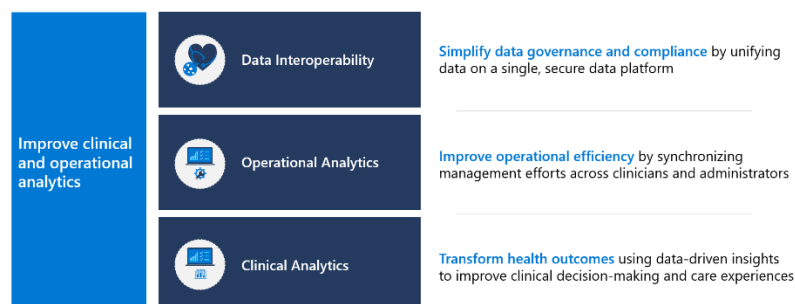 Improve clinical
and operational
analytics
Data Interoperability
Simplify data governance and compliance by unifying
data on a single, secure data platform
Operational Analytics
Improve operational efficiency by synchronizing
management efforts across clinicians and administrators
Clinical Analytics
Transform health outcomes using data-driven insights
to improve clinical decision-making and care experiences